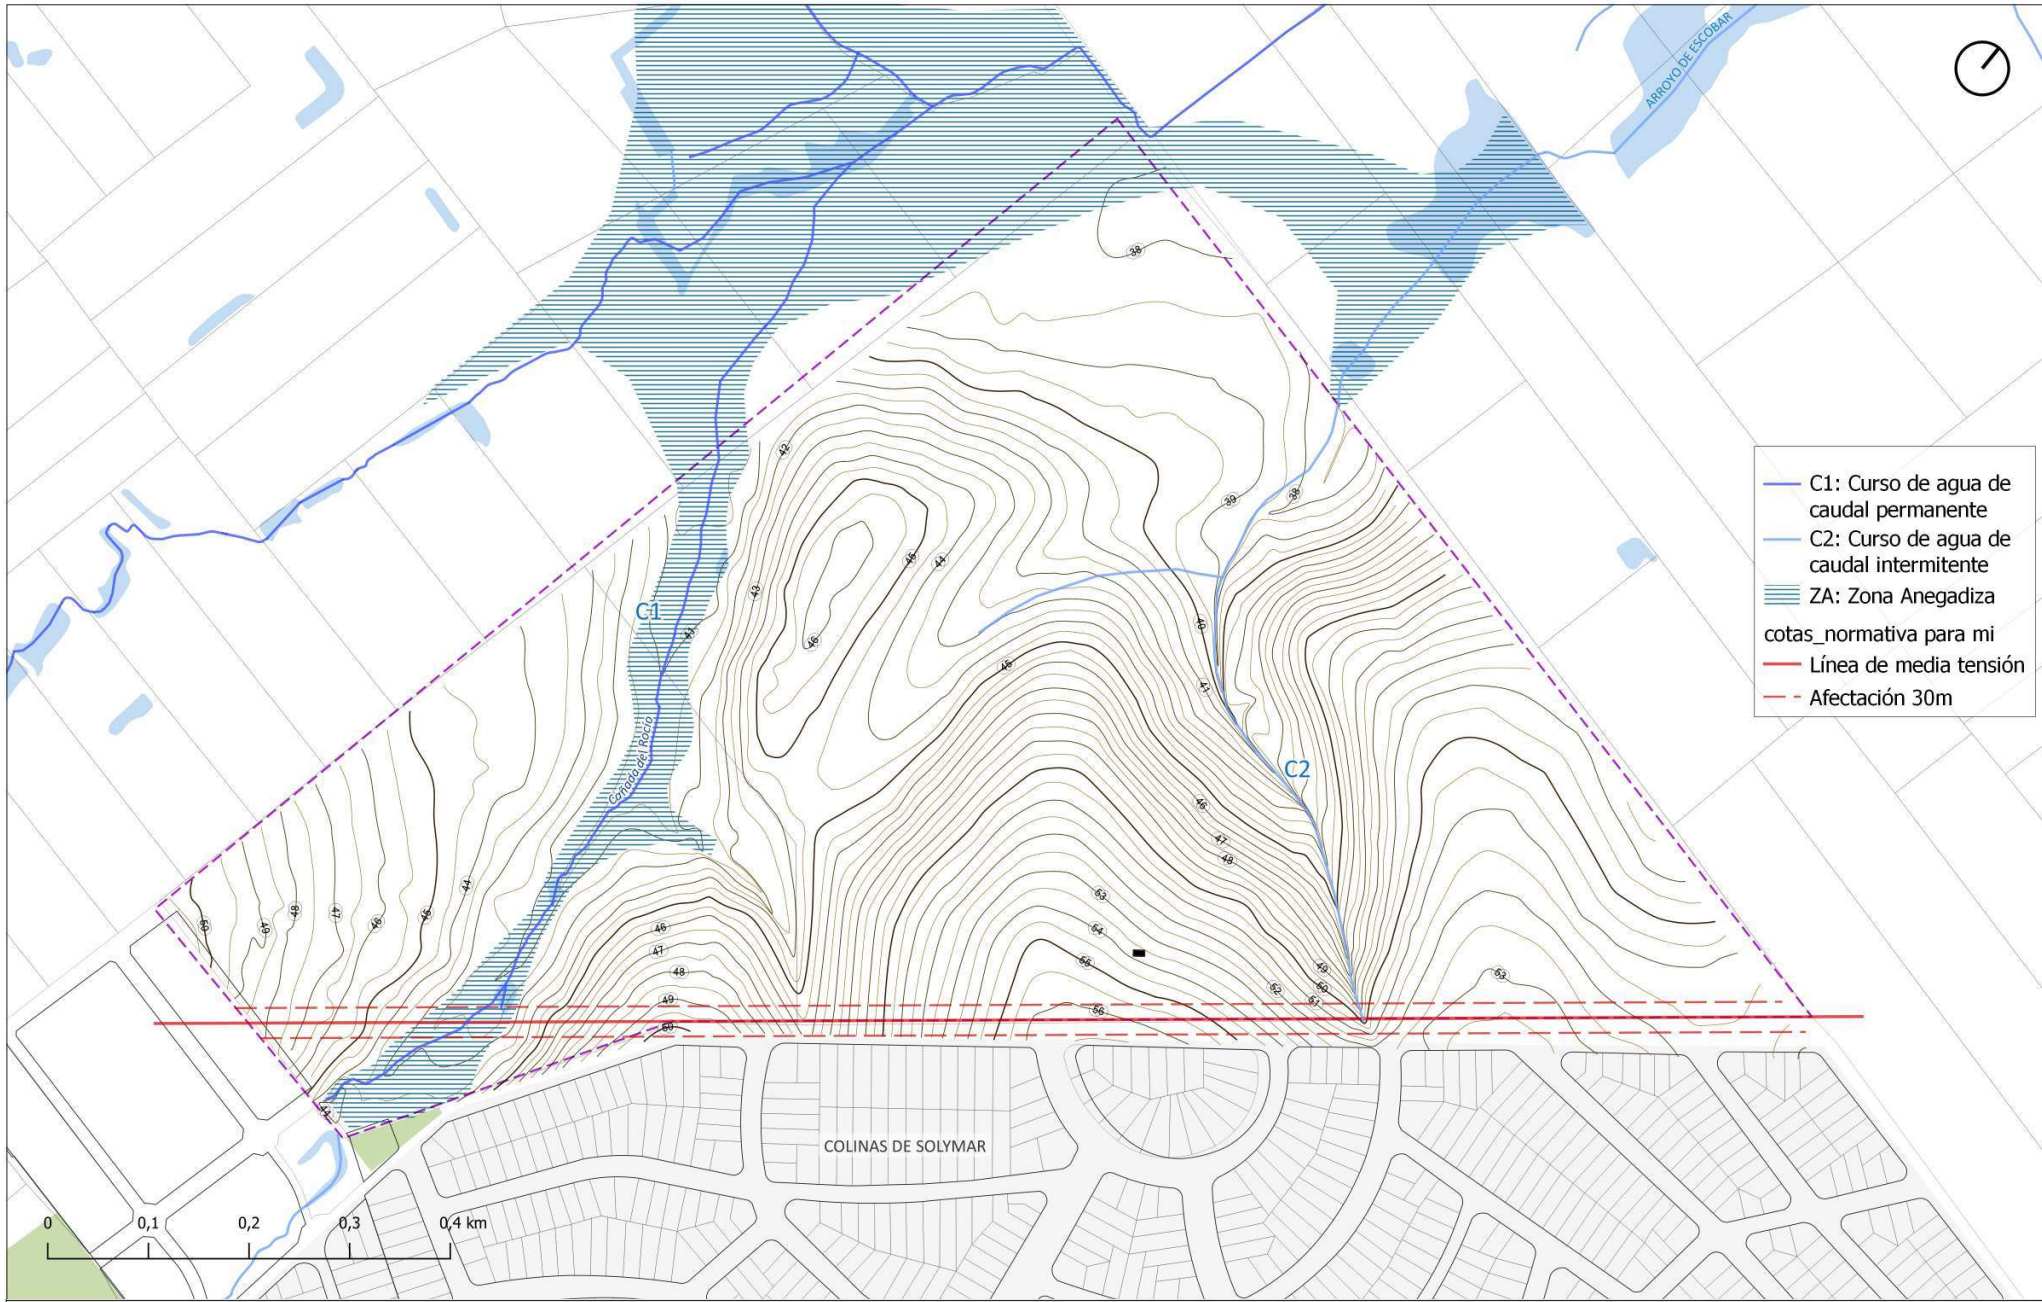 ARROYO DE ESCOBAR
38
42
C1: Curso de agua de
caudal permanente
C2: Curso de agua de
caudal intermitente
ZA: Zona Anegadiza
cotas_normativa para mi
Línea de media tensión
Afectación 30m
39
38
45
44
43
C1
41
40
46
45
41
Cañada del Rocío
C2
46
47
48
44
53
50
49
48
47
46
45
46
54
47
55
48
49
50
52
51
53
49
56
50
44
COLINAS DE SOLYMAR
0
0,1
0,2
0,3
0,4 km